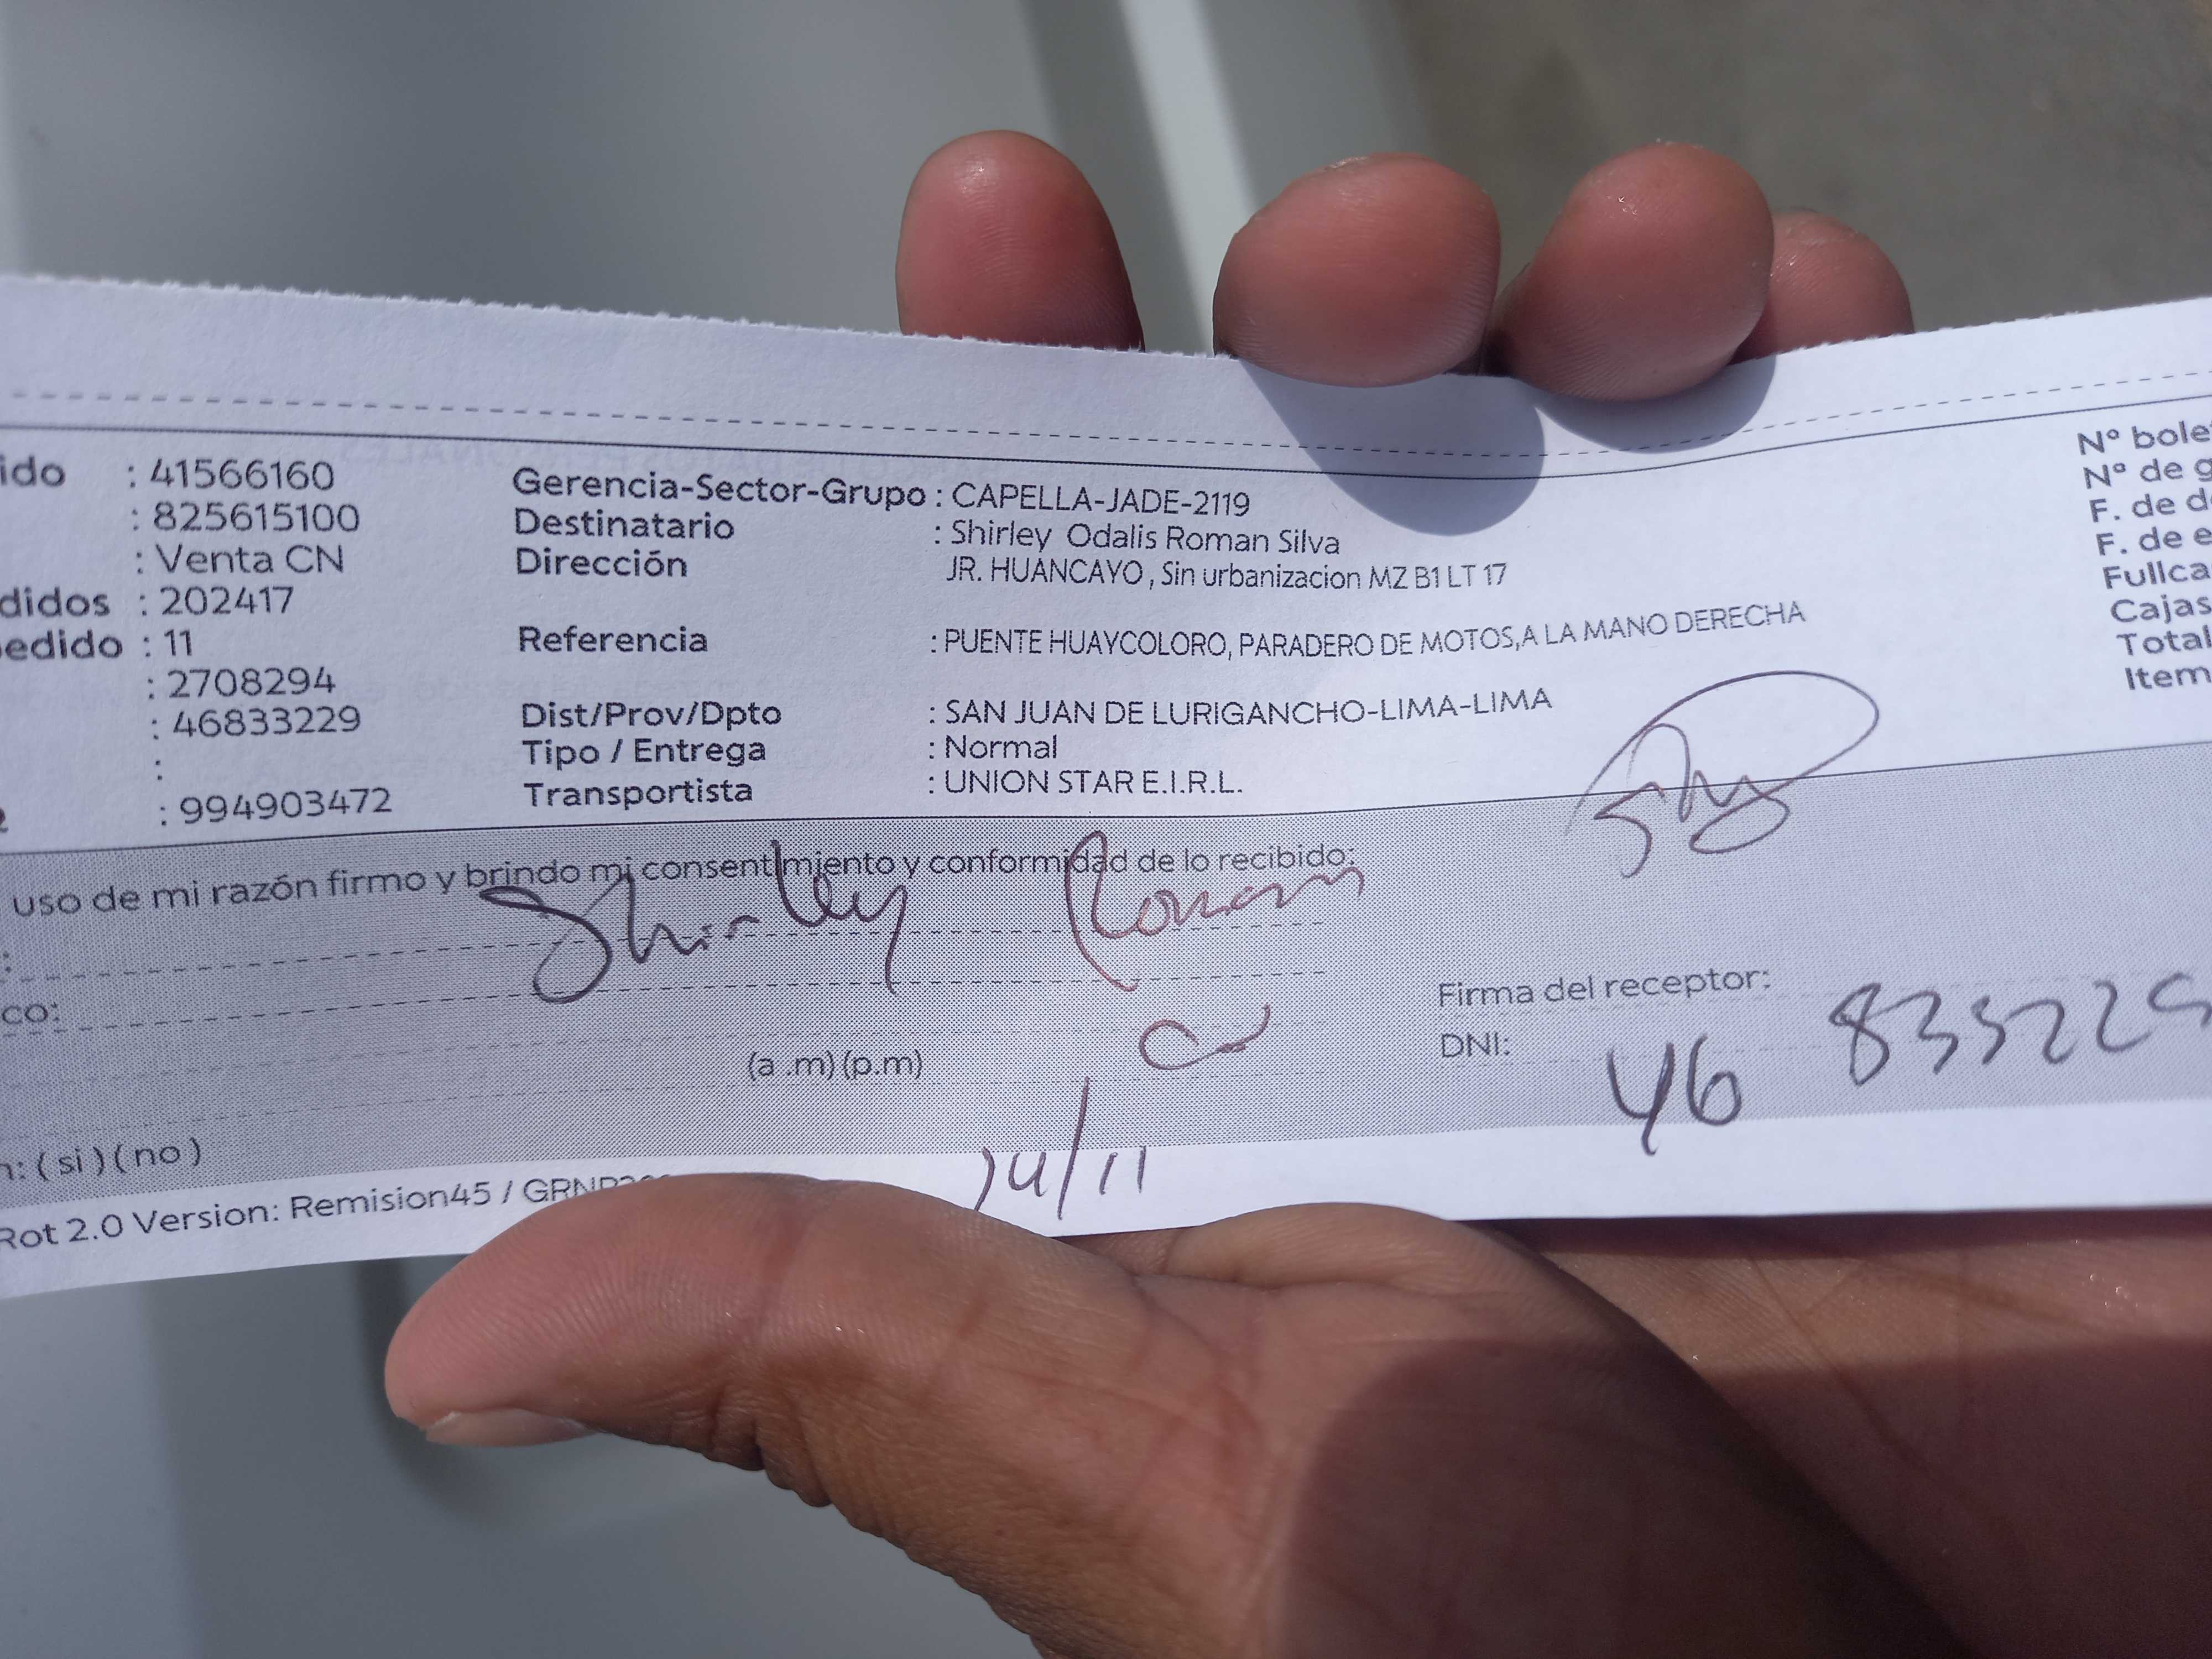 ido : 41566160
: 825615100
: Venta CN
didos : 202417
edido : 11
: 2708294
: 46833229
:
: 994903472
Gerencia-Sector-Grupo : CAPELLA-JADE-2119
Destinatario : Shirley Odalis Roman Silva
Dirección JR. HUANCAYO , Sin urbanizacion MZ B1 LT 17
Referencia : PUENTE HUAYCOLORO, PARADERO DE MOTOS,A LA MANO DERECHA
Dist/Prov/Dpto : SAN JUAN DE LURIGANCHO-LIMA-LIMA
Tipo / Entrega : Normal
Transportista : UNION STAR E.I.R.L.
Nº bole
Nº de g
F. de d
F. de e
Fullca
Cajas
Total
Item
uso de mi razón firmo y brindo mi consentimiento y conformidad de lo recibido:
Shirley Roman
co:
Firma del receptor:
(a .m) (p.m)
DNI: 46 833229
n: ( si ) ( no )
24/11
Rot 2.0 Version: Remision45 / GRNP